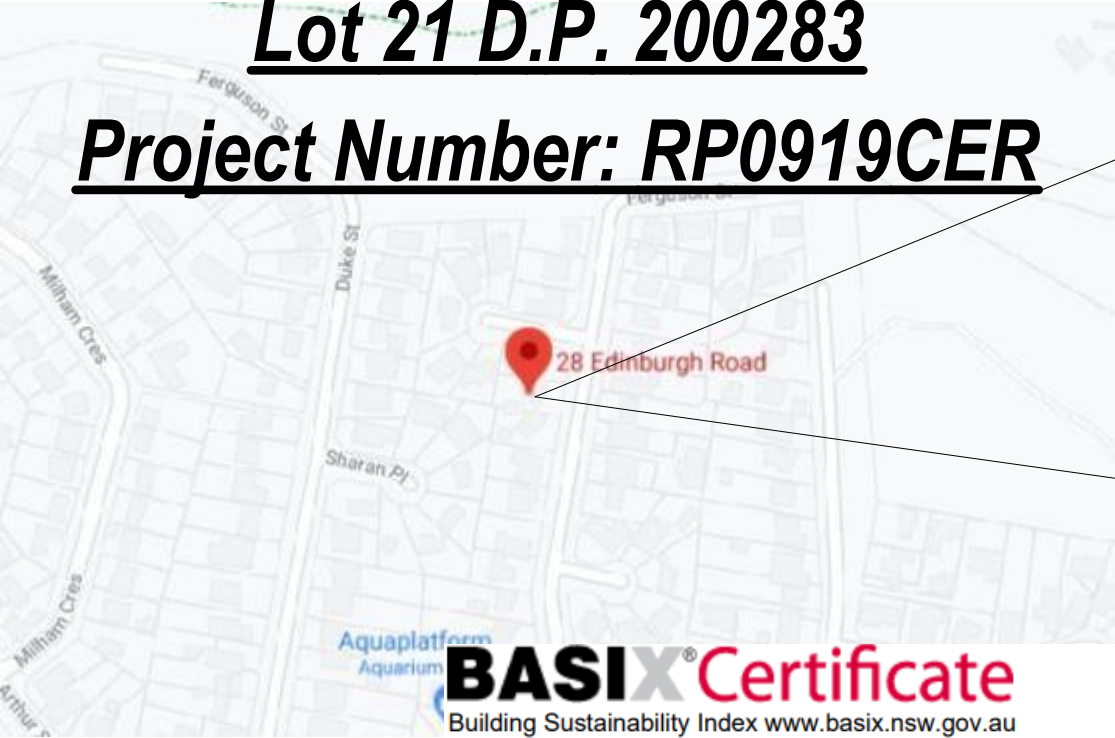 Lot 21 D.P. 200283
Ferguson St
Project Number: RP0919CER
Ferguson St
Duke St
Milham Cres
28 Edinburgh Road
Sharan Pl
Milham Cres
Aquaplatform
Aquarium
Arthur S
BASIX® Certificate
Building Sustainability Index www.basix.nsw.gov.au